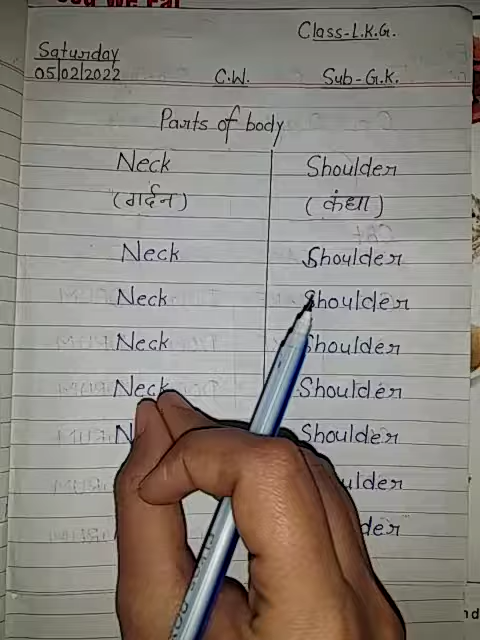 Class-L.K.G.
Saturday
05/02/2022 C.W. Sub-G.K.
Parts of body
Neck Shoulder
(गर्दन) (कंधा)
Neck Shoulder
Neck Shoulder
Neck Shoulder
Neck Shoulder
Shoulder